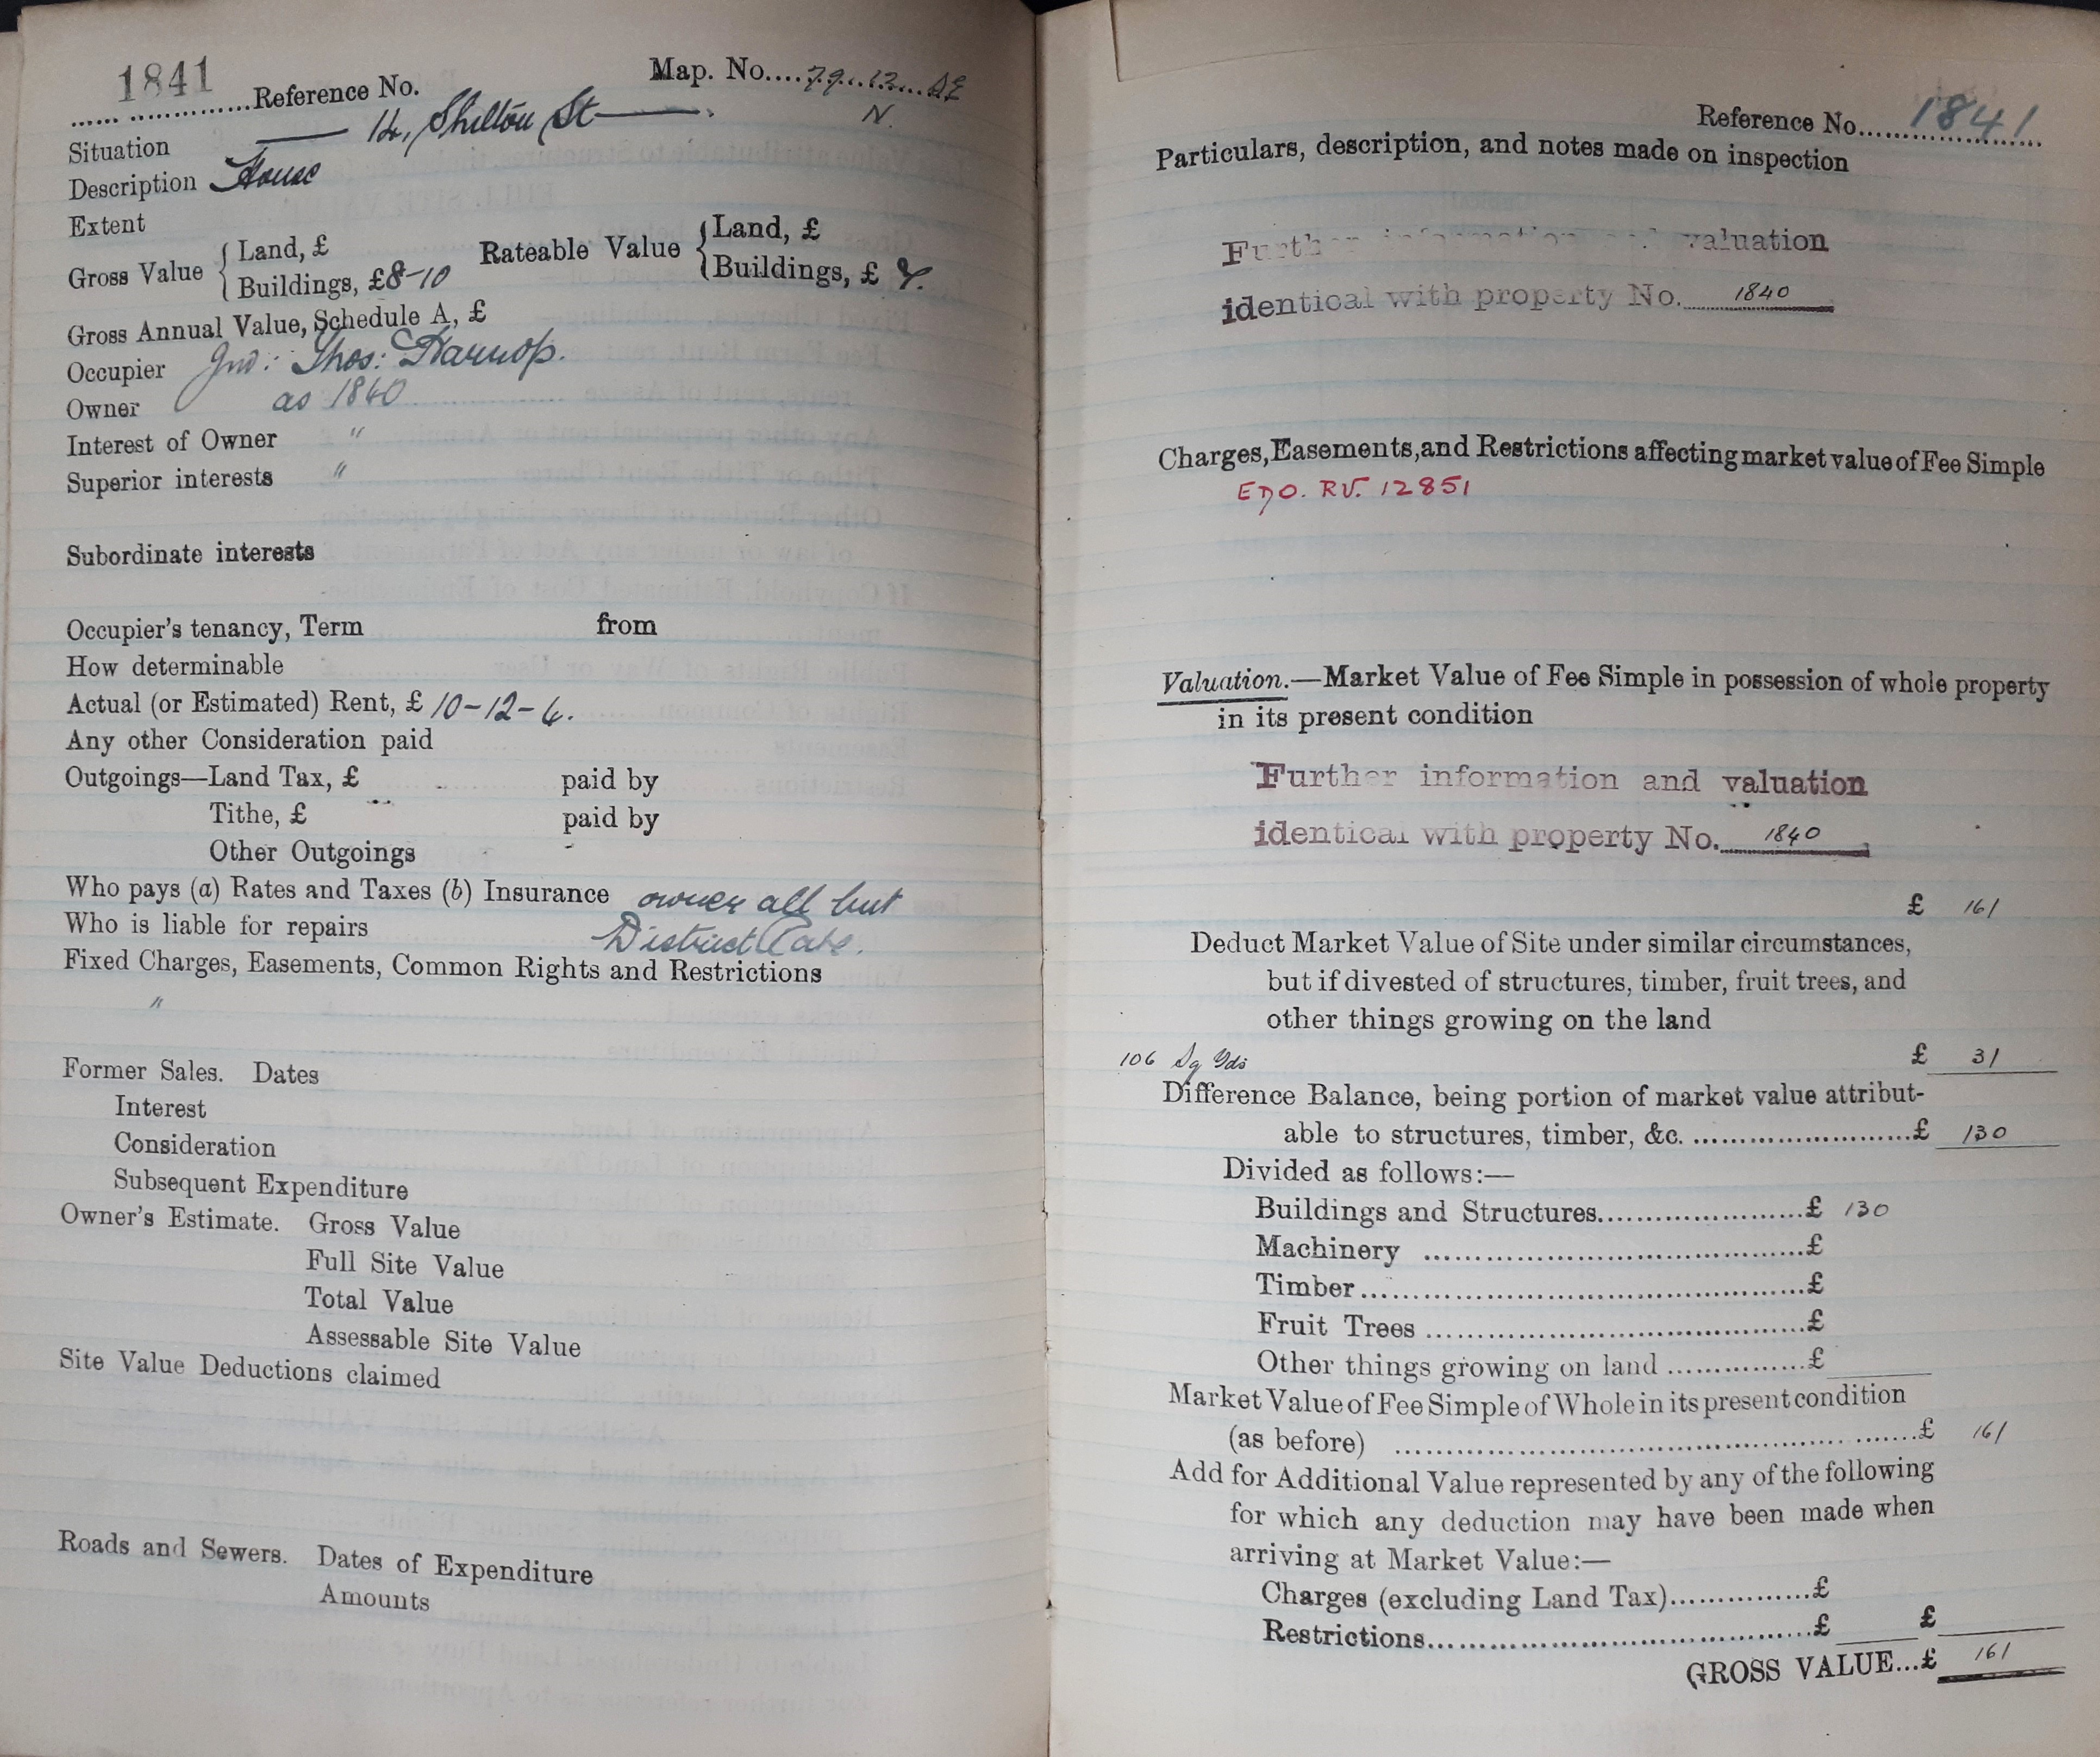 1841
Reference No.
Map. No.... 79..12...
N.
Situation 14, Shelton St
Description House
Extent
Gross Value { Land, £
Buildings, £8-10
Rateable Value { Land, £
Buildings, £ 7.
Gross Annual Value, Schedule A, £
Occupier Jno: Thos: Harrop.
Owner as 1840
Interest of Owner "
Superior interests "
Subordinate interests
Occupier's tenancy, Term from
How determinable
Actual (or Estimated) Rent, £ 10-12-4.
Any other Consideration paid
Outgoings—Land Tax, £ paid by
Tithe, £ paid by
Other Outgoings
Who pays (a) Rates and Taxes (b) Insurance owner all but
Who is liable for repairs District Rate.
Fixed Charges, Easements, Common Rights and Restrictions
"
Former Sales. Dates
Interest
Consideration
Subsequent Expenditure
Owner's Estimate. Gross Value
Full Site Value
Total Value
Assessable Site Value
Site Value Deductions claimed
Roads and Sewers. Dates of Expenditure
Amounts
Reference No. 1841
Particulars, description, and notes made on inspection
Further information and valuation
identical with property No. 1840
Charges, Easements, and Restrictions affecting market value of Fee Simple
RV. 12851
Valuation.—Market Value of Fee Simple in possession of whole property
in its present condition
Further information and valuation
identical with property No. 1840
£ 161
Deduct Market Value of Site under similar circumstances,
but if divested of structures, timber, fruit trees, and
other things growing on the land
106 Sq Yds £ 31
Difference Balance, being portion of market value attribut-
able to structures, timber, &c. £ 130
Divided as follows:—
Buildings and Structures £ 130
Machinery £
Timber £
Fruit Trees £
Other things growing on land £
Market Value of Fee Simple of Whole in its present condition
(as before) £ 161
Add for Additional Value represented by any of the following
for which any deduction may have been made when
arriving at Market Value:—
Charges (excluding Land Tax) £
Restrictions £ £
GROSS VALUE...£ 161